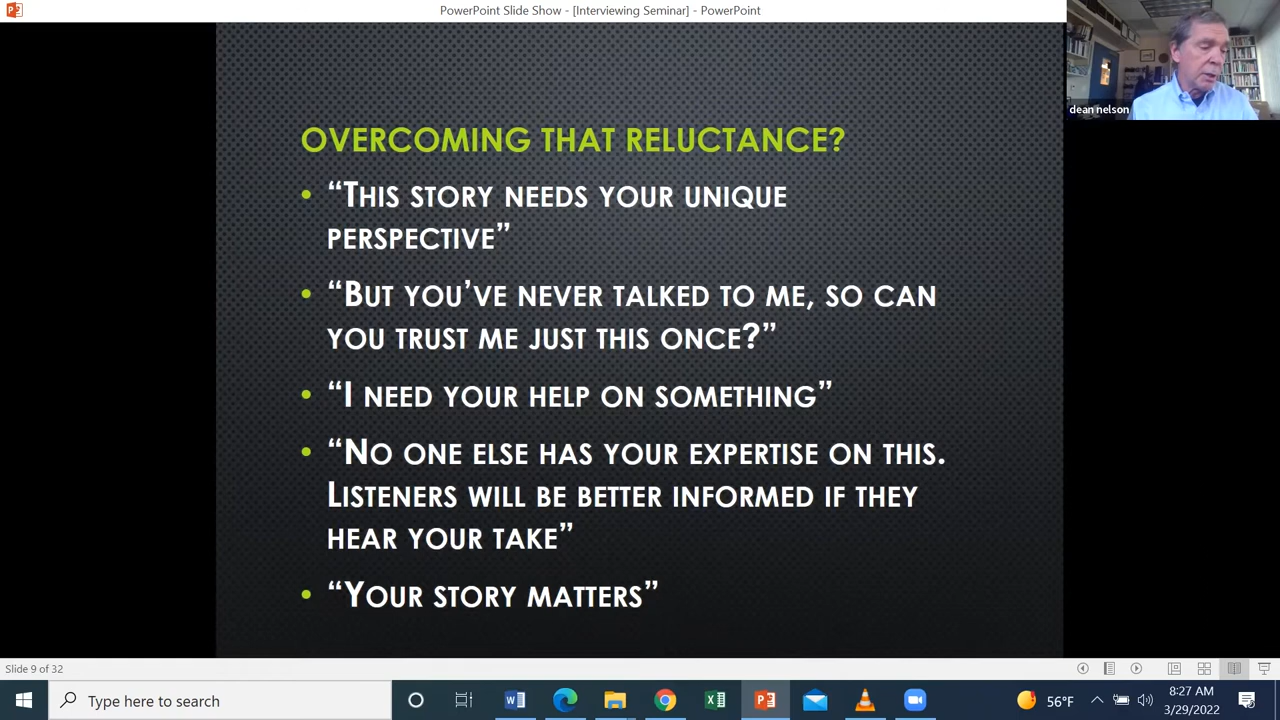 PowerPoint Slide Show - [Interviewing Seminar] - PowerPoint
dean nelson
OVERCOMING THAT RELUCTANCE?
• “THIS STORY NEEDS YOUR UNIQUE
PERSPECTIVE”
• “BUT YOU’VE NEVER TALKED TO ME, SO CAN
YOU TRUST ME JUST THIS ONCE?”
• “I NEED YOUR HELP ON SOMETHING”
• “NO ONE ELSE HAS YOUR EXPERTISE ON THIS.
LISTENERS WILL BE BETTER INFORMED IF THEY
HEAR YOUR TAKE”
• “YOUR STORY MATTERS”
Slide 9 of 32
Type here to search
56°F
8:27 AM
3/29/2022